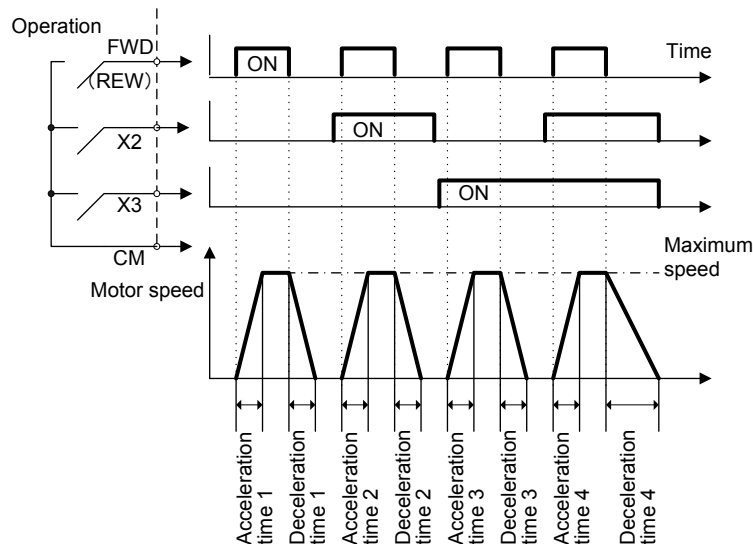 Operation
FWD
(REW)
ON
Time
X2
ON
X3
ON
CM
Motor speed
Maximum
speed
Acceleration
time 1
Deceleration
time 1
Acceleration
time 2
Deceleration
time 2
Acceleration
time 3
Deceleration
time 3
Acceleration
time 4
Deceleration
time 4